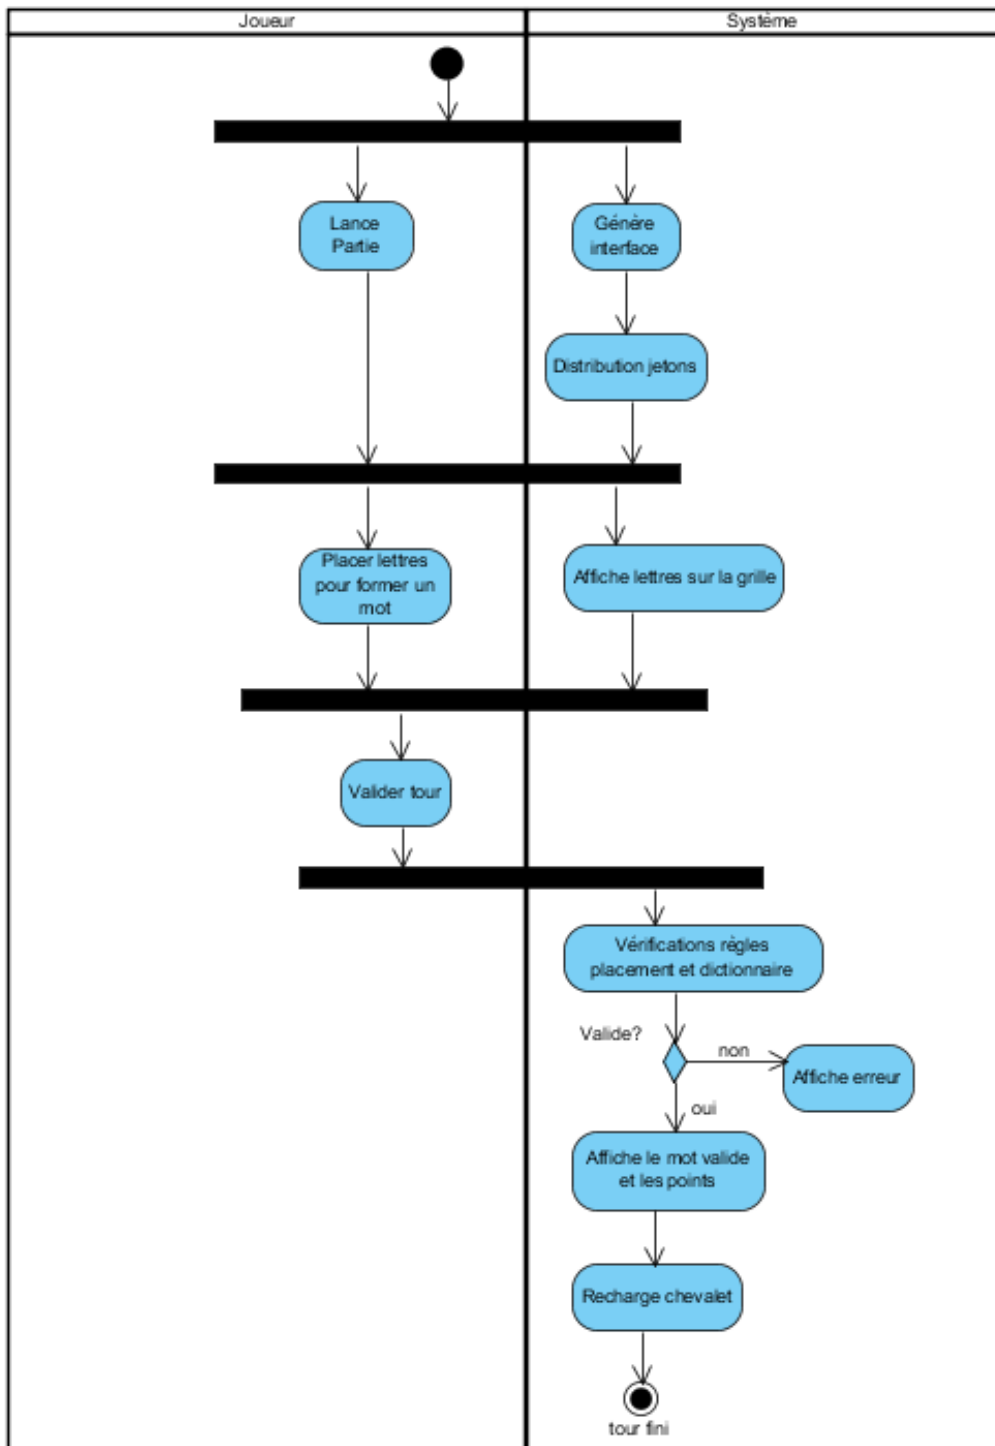 Joueur
Système
Lance
Partie
Génère
interface
Distribution jetons
Placer lettres
pour former un
mot
Affiche lettres sur la grille
Valider tour
Vérifications règles
placement et dictionnaire
Valide?
non
Affiche erreur
oui
Affiche le mot valide
et les points
Recharge chevalet
tour fini